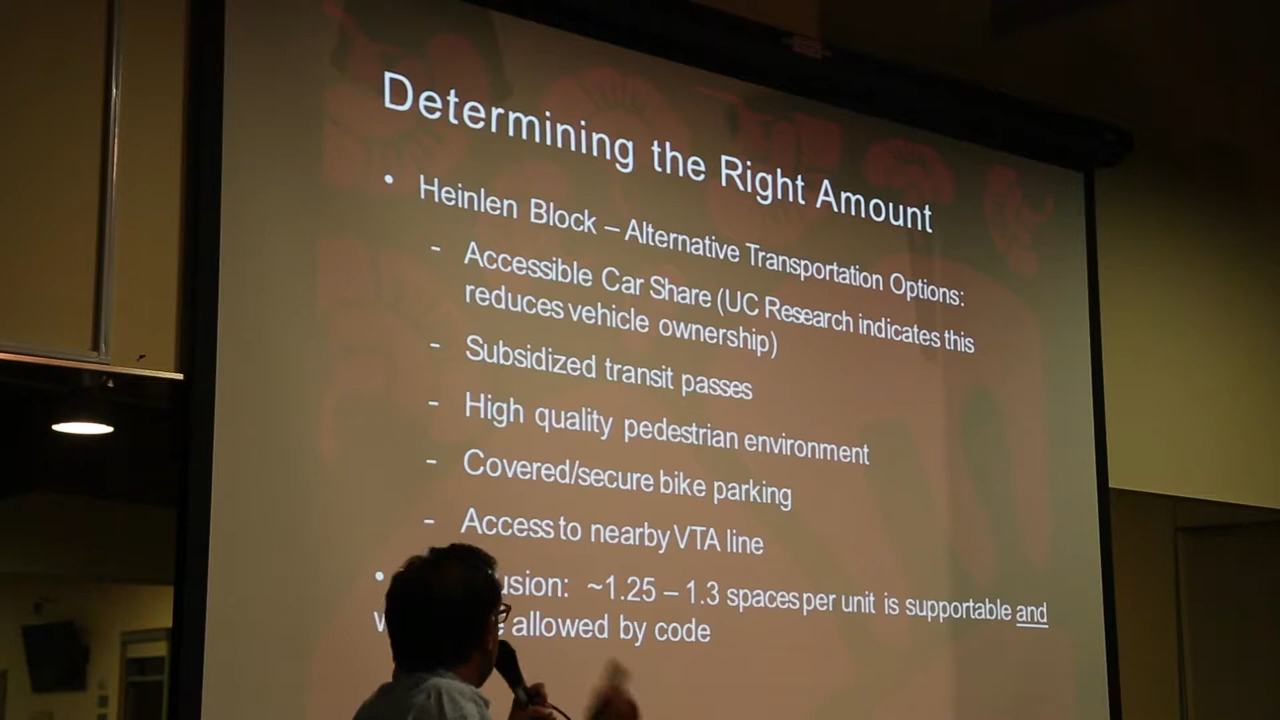 Determining the Right Amount
• Heinlen Block – Alternative Transportation Options:
- Accessible Car Share (UC Research indicates this
reduces vehicle ownership)
- Subsidized transit passes
- High quality pedestrian environment
- Covered/secure bike parking
- Access to nearby VTA line
• usion: ~1.25 – 1.3 spaces per unit is supportable and
allowed by code